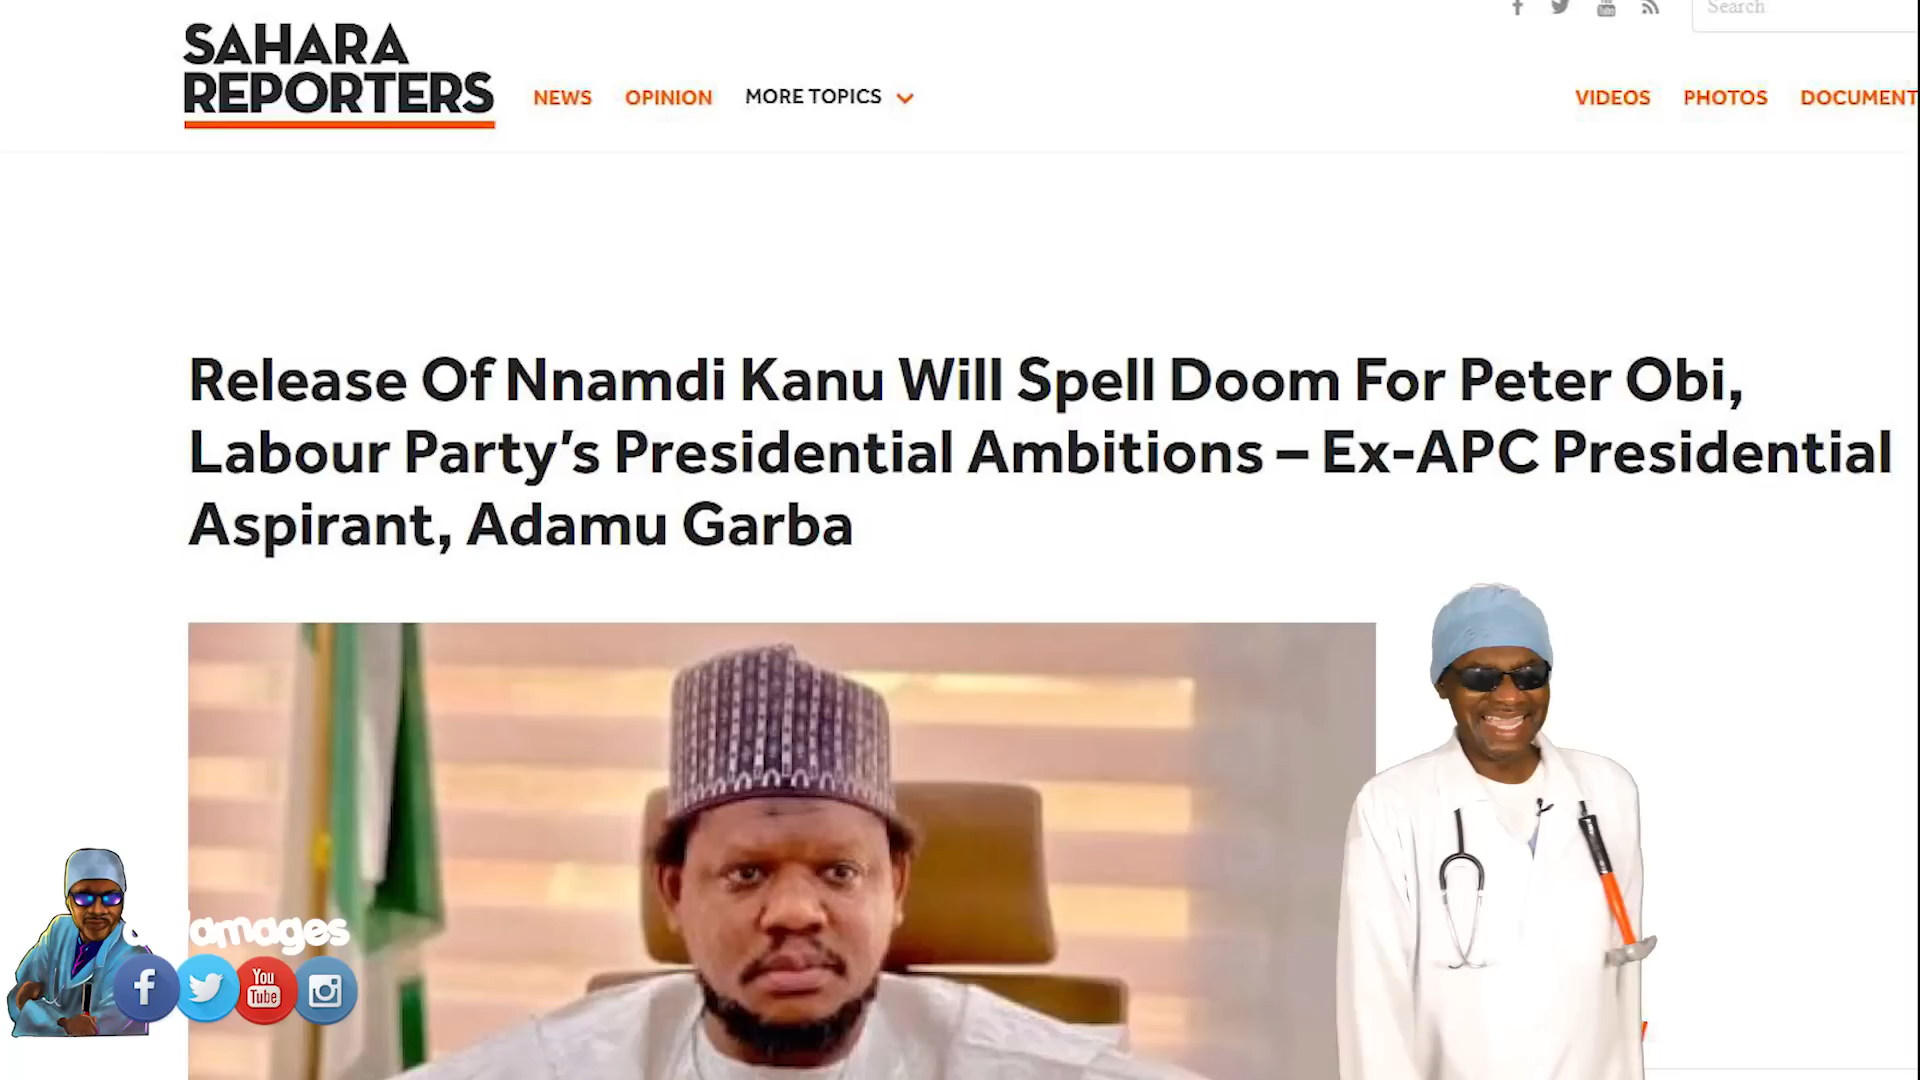 SAHARA
REPORTERS
NEWS OPINION MORE TOPICS
Search
VIDEOS PHOTOS DOCUMENT
Release Of Nnamdi Kanu Will Spell Doom For Peter Obi,
Labour Party's Presidential Ambitions – Ex-APC Presidential
Aspirant, Adamu Garba
You
Tube